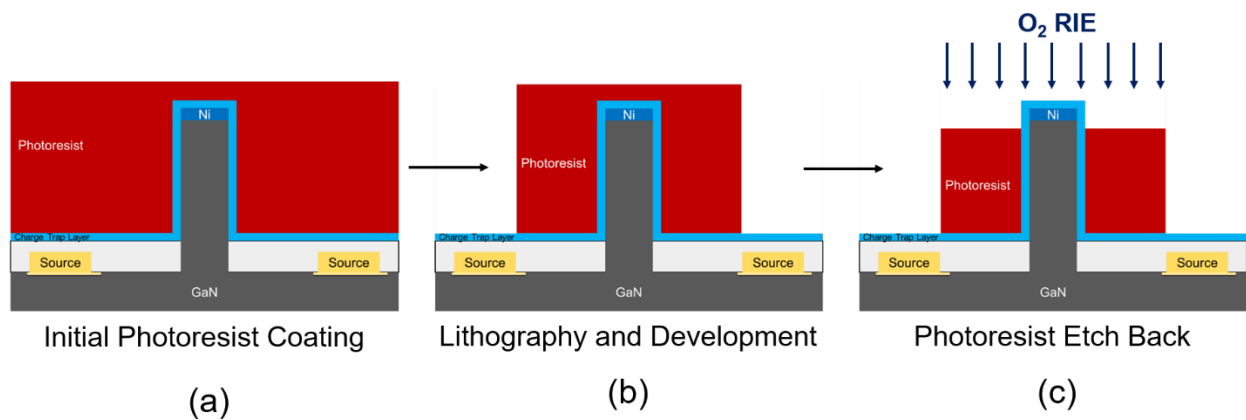 O₂ RIE
Ni
Photoresist
Charge Trap Layer
Source
Source
GaN
Initial Photoresist Coating
(a)
Ni
Photoresist
Charge Trap Layer
Source
Source
GaN
Lithography and Development
(b)
Ni
Photoresist
Charge Trap Layer
Source
Source
GaN
Photoresist Etch Back
(c)